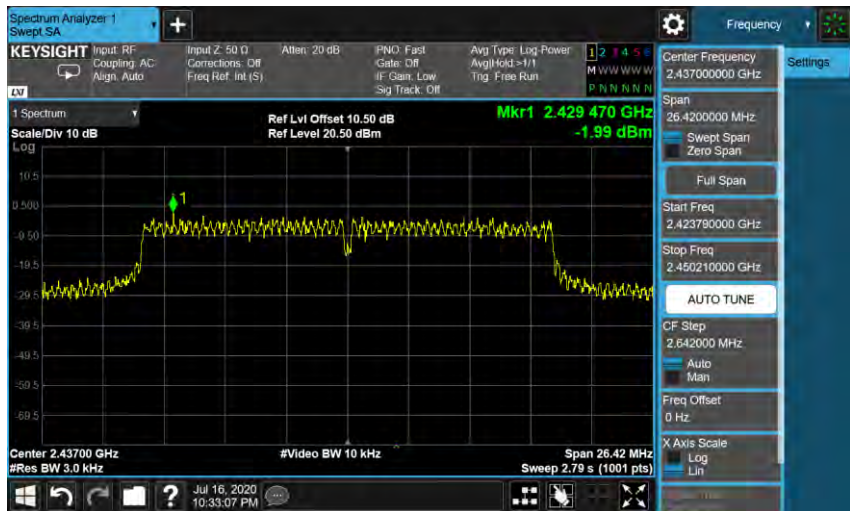 Spectrum Analyzer 1
Swept SA
+
Frequency
KEYSIGHT
Input: RF
Coupling: AC
Align: Auto
Input Z: 50 Ω
Corrections: Off
Freq Ref: Int (S)
Atten: 20 dB
PNO: Fast
Gate: Off
IF Gain: Low
Sig Track: Off
Avg Type: Log-Power
Avg|Hold:>1/1
Trig: Free Run
1 2 3 4 5 6
M W W W W W
P N N N N N
LXI
1 Spectrum
Scale/Div 10 dB
Ref Lvl Offset 10.50 dB
Ref Level 20.50 dBm
Mkr1 2.429 470 GHz
-1.99 dBm
Log
10.5
0.500
-9.50
-19.5
-29.5
-39.5
-49.5
-59.5
-69.5
1
Center 2.43700 GHz
#Res BW 3.0 kHz
#Video BW 10 kHz
Span 26.42 MHz
Sweep 2.79 s (1001 pts)
Center Frequency
2.437000000 GHz
Settings
Span
26.4200000 MHz
Swept Span
Zero Span
Full Span
Start Freq
2.423790000 GHz
Stop Freq
2.450210000 GHz
AUTO TUNE
CF Step
2.642000 MHz
Auto
Man
Freq Offset
0 Hz
X Axis Scale
Log
Lin
?
Jul 16, 2020
10:33:07 PM